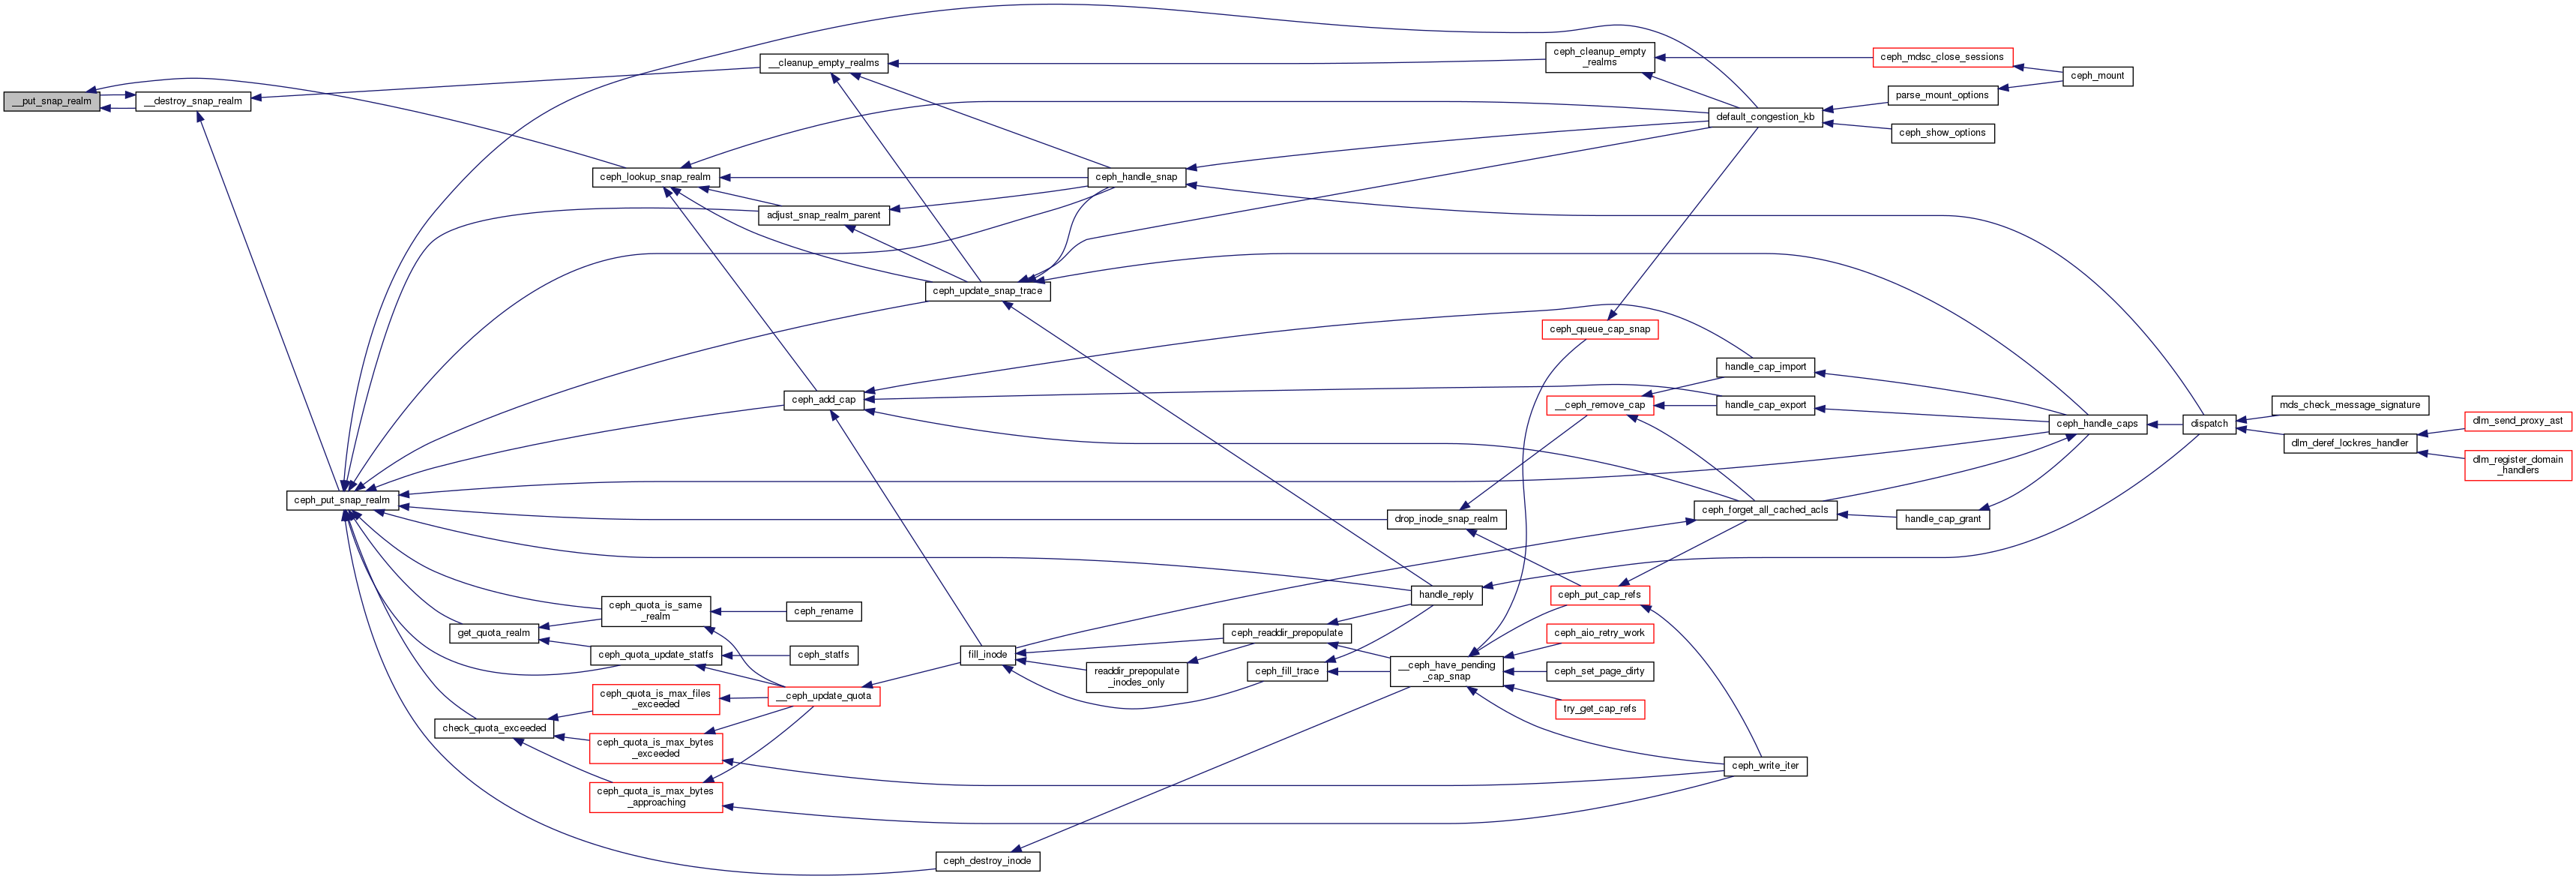 __put_snap_realm
__destroy_snap_realm
ceph_put_snap_realm
get_quota_realm
check_quota_exceeded
ceph_lookup_snap_realm
ceph_quota_is_same
_realm
ceph_quota_update_statfs
ceph_quota_is_max_files
_exceeded
ceph_quota_is_max_bytes
_exceeded
ceph_quota_is_max_bytes
_approaching
__cleanup_empty_realms
adjust_snap_realm_parent
ceph_add_cap
ceph_rename
ceph_statfs
__ceph_update_quota
ceph_update_snap_trace
fill_inode
ceph_destroy_inode
ceph_handle_snap
readdir_prepopulate
_inodes_only
ceph_readdir_prepopulate
ceph_fill_trace
drop_inode_snap_realm
handle_reply
__ceph_have_pending
_cap_snap
ceph_cleanup_empty
_realms
ceph_queue_cap_snap
__ceph_remove_cap
ceph_put_cap_refs
ceph_aio_retry_work
ceph_set_page_dirty
try_get_cap_refs
default_congestion_kb
handle_cap_import
handle_cap_export
ceph_forget_all_cached_acls
ceph_write_iter
ceph_mdsc_close_sessions
parse_mount_options
ceph_show_options
handle_cap_grant
ceph_mount
ceph_handle_caps
dispatch
mds_check_message_signature
dlm_deref_lockres_handler
dlm_send_proxy_ast
dlm_register_domain
_handlers